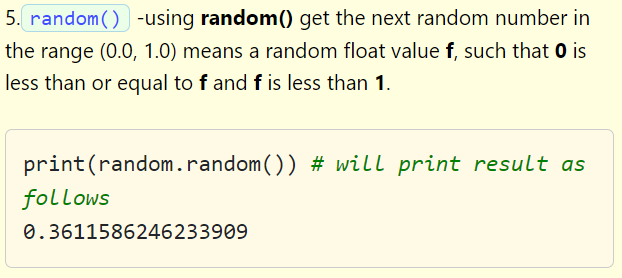 5. random() -using random() get the next random number in
the range (0.0, 1.0) means a random float value f, such that 0 is
less than or equal to f and f is less than 1.
print(random.random()) # will print result as
follows
0.3611586246233909